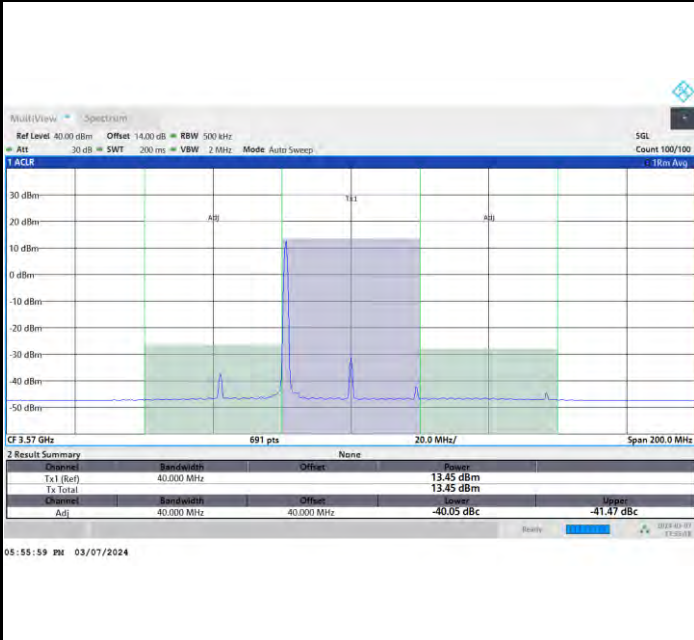 MultiView Spectrum
Ref Level 40.00 dBm Offset 14.00 dB RBW 500 kHz SGL
Att 30 dB SWT 200 ms VBW 2 MHz Mode Auto Sweep Count 100/100
1 ACLR 1Rm Avg
30 dBm
Tx1
20 dBm Adj Adj
10 dBm
0 dBm
-10 dBm
-20 dBm
-30 dBm
-40 dBm
-50 dBm
CF 3.57 GHz 691 pts 20.0 MHz/ Span 200.0 MHz
2 Result Summary None
Channel Bandwidth Offset Power
Tx1 (Ref) 40.000 MHz 13.45 dBm
Tx Total 13.45 dBm
Channel Bandwidth Offset Lower Upper
Adj 40.000 MHz 40.000 MHz -40.05 dBc -41.47 dBc
Ready
05:55:59 PM 03/07/2024